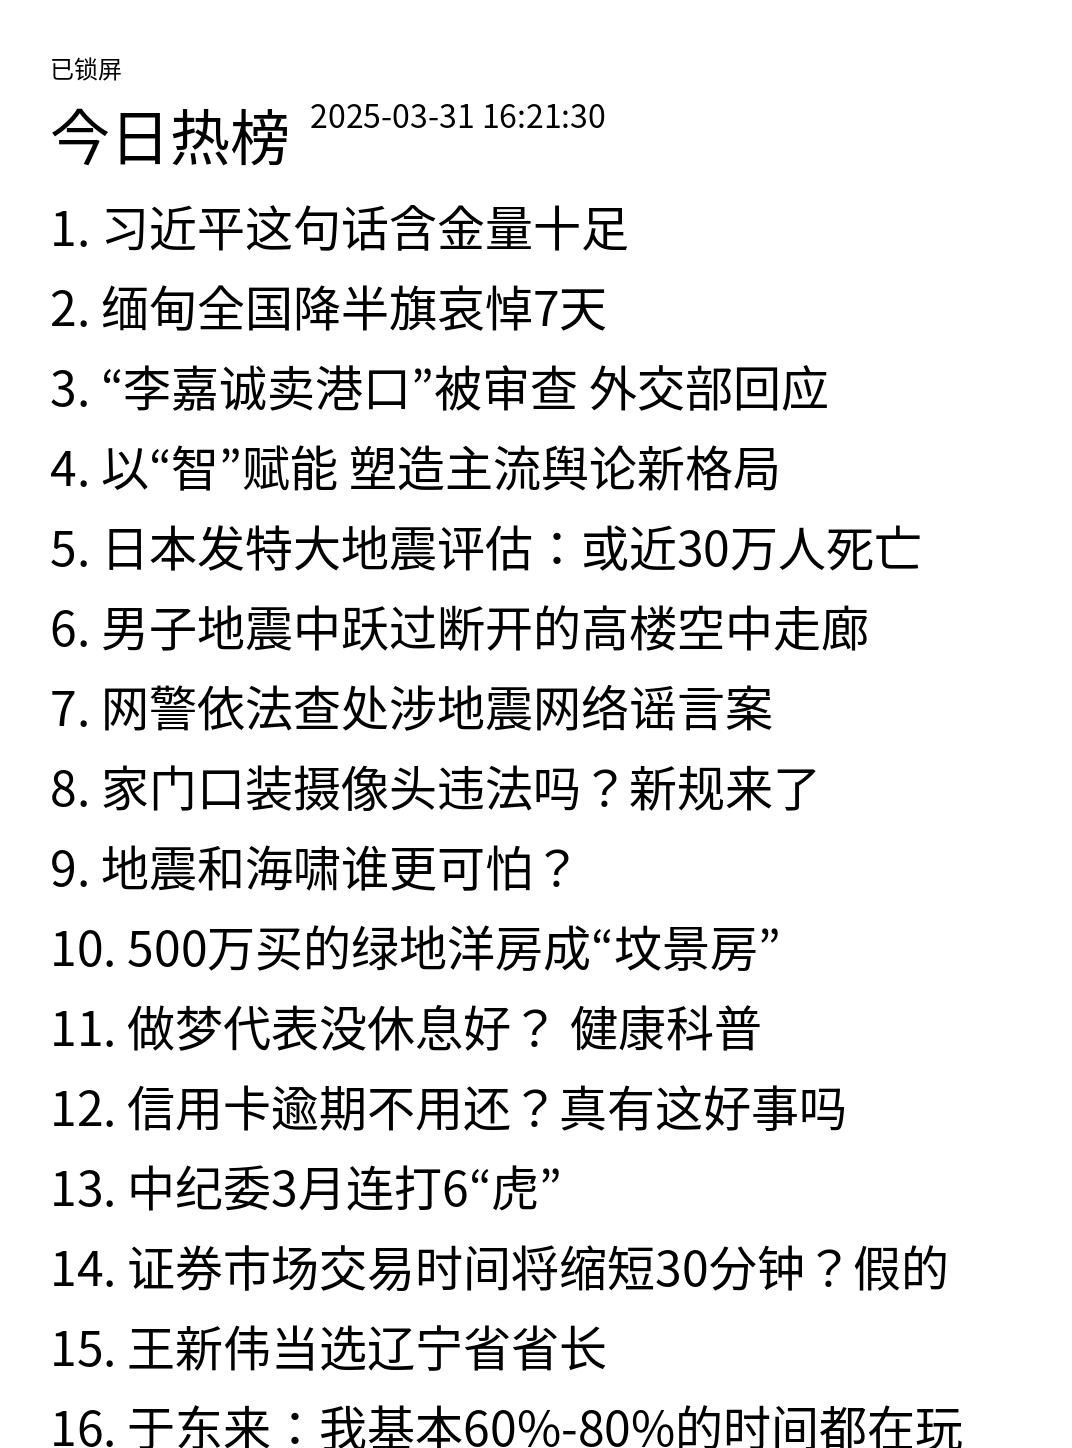 已锁屏
今日热榜 2025-03-31 16:21:30
1. 习近平这句话含金量十足
2. 缅甸全国降半旗哀悼7天
3. “李嘉诚卖港口”被审查 外交部回应
4. 以“智”赋能 塑造主流舆论新格局
5. 日本发特大地震评估：或近30万人死亡
6. 男子地震中跃过断开的高楼空中走廊
7. 网警依法查处涉地震网络谣言案
8. 家门口装摄像头违法吗？新规来了
9. 地震和海啸谁更可怕？
10. 500万买的绿地洋房成“坟景房”
11. 做梦代表没休息好？ 健康科普
12. 信用卡逾期不用还？真有这好事吗
13. 中纪委3月连打6“虎”
14. 证券市场交易时间将缩短30分钟？假的
15. 王新伟当选辽宁省省长
16. 于东来：我基本60%-80%的时间都在玩